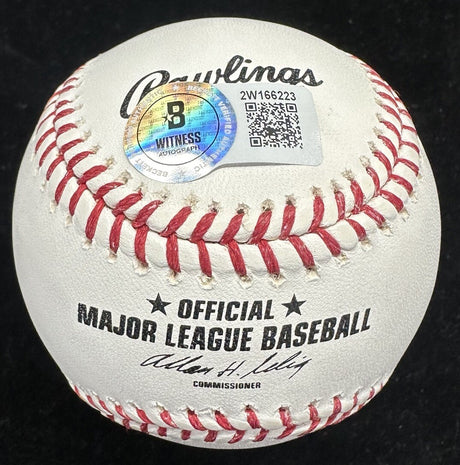 Rawlings
2W166223
B
WITNESS
AUTOGRAPH
★ OFFICIAL ★
MAJOR LEAGUE BASEBALL
Allan H. Selig
COMMISSIONER